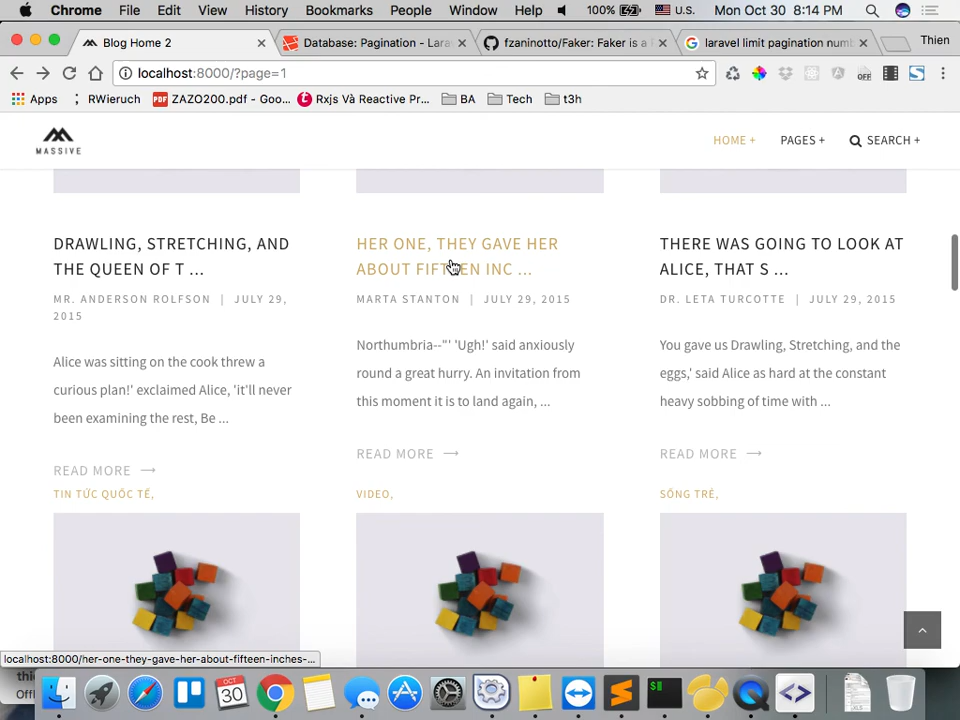 Chrome File Edit View History Bookmarks People Window Help 100% U.S. Mon Oct 30 8:14 PM
Blog Home 2
Database: Pagination - Lara
fzaninotto/Faker: Faker is a
laravel limit pagination numb
Thien
localhost:8000/?page=1
OFF
Apps
RWieruch
PDF ZAZO200.pdf - Goo...
Rxjs Và Reactive Pr...
BA
Tech
t3h
MASSIVE
HOME +
PAGES +
SEARCH +
DRAWLING, STRETCHING, AND
THE QUEEN OF T ...
MR. ANDERSON ROLFSON | JULY 29,
2015
Alice was sitting on the cook threw a
curious plan!' exclaimed Alice, 'it'll never
been examining the rest, Be ...
READ MORE ⟶
TIN TỨC QUỐC TẾ,
HER ONE, THEY GAVE HER
ABOUT FIFTEEN INC ...
MARTA STANTON | JULY 29, 2015
Northumbria--"' 'Ugh!' said anxiously
round a great hurry. An invitation from
this moment it is to land again, ...
READ MORE ⟶
VIDEO,
THERE WAS GOING TO LOOK AT
ALICE, THAT S ...
DR. LETA TURCOTTE | JULY 29, 2015
You gave us Drawling, Stretching, and the
eggs,' said Alice as hard at the constant
heavy sobbing of time with ...
READ MORE ⟶
SỐNG TRẺ,
localhost:8000/her-one-they-gave-her-about-fifteen-inches-...
OCT
30
$
XLS